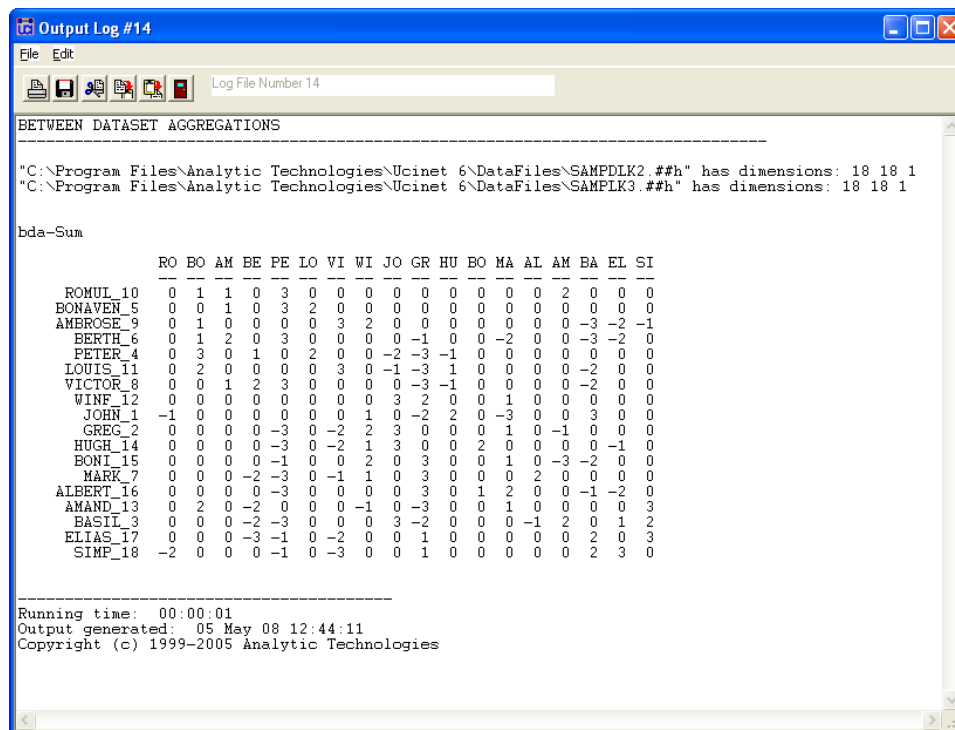 Output Log #14
File Edit
Log File Number 14
BETWEEN DATASET AGGREGATIONS
--------------------------------------------------------------------------------
"C:\Program Files\Analytic Technologies\Ucinet 6\DataFiles\SAMPDLK2.##h" has dimensions: 18 18 1
"C:\Program Files\Analytic Technologies\Ucinet 6\DataFiles\SAMPLK3.##h" has dimensions: 18 18 1
bda-Sum
RO BO AM BE PE LO VI WI JO GR HU BO MA AL AM BA EL SI
-- -- -- -- -- -- -- -- -- -- -- -- -- -- -- -- -- --
ROMUL_10 0 1 1 0 3 0 0 0 0 0 0 0 0 0 2 0 0 0
BONAVEN_5 0 0 1 0 3 2 0 0 0 0 0 0 0 0 0 0 0 0
AMBROSE_9 0 1 0 0 0 0 3 2 0 0 0 0 0 0 0 -3 -2 -1
BERTH_6 0 1 2 0 3 0 0 0 0 -1 0 0 -2 0 0 -3 -2 0
PETER_4 0 3 0 1 0 2 0 0 -2 -3 -1 0 0 0 0 0 0 0
LOUIS_11 0 2 0 0 0 0 3 0 -1 -3 1 0 0 0 0 -2 0 0
VICTOR_8 0 0 1 2 3 0 0 0 0 -3 -1 0 0 0 0 -2 0 0
WINF_12 0 0 0 0 0 0 0 0 3 2 0 0 1 0 0 0 0 0
JOHN_1 -1 0 0 0 0 0 0 1 0 -2 2 0 -3 0 0 3 0 0
GREG_2 0 0 0 0 -3 0 -2 2 3 0 0 0 1 0 -1 0 0 0
HUGH_14 0 0 0 0 -3 0 -2 1 3 0 0 2 0 0 0 0 -1 0
BONI_15 0 0 0 0 -1 0 0 2 0 3 0 0 1 0 -3 -2 0 0
MARK_7 0 0 0 -2 -3 0 -1 1 0 3 0 0 0 2 0 0 0 0
ALBERT_16 0 0 0 0 -3 0 0 0 0 3 0 1 2 0 0 -1 -2 0
AMAND_13 0 2 0 -2 0 0 0 -1 0 -3 0 0 1 0 0 0 0 3
BASIL_3 0 0 0 -2 -3 0 0 0 3 -2 0 0 0 -1 2 0 1 2
ELIAS_17 0 0 0 -3 -1 0 -2 0 0 1 0 0 0 0 0 2 0 3
SIMP_18 -2 0 0 0 -1 0 -3 0 0 1 0 0 0 0 0 2 3 0
----------------------------------------
Running time: 00:00:01
Output generated: 05 May 08 12:44:11
Copyright (c) 1999-2005 Analytic Technologies